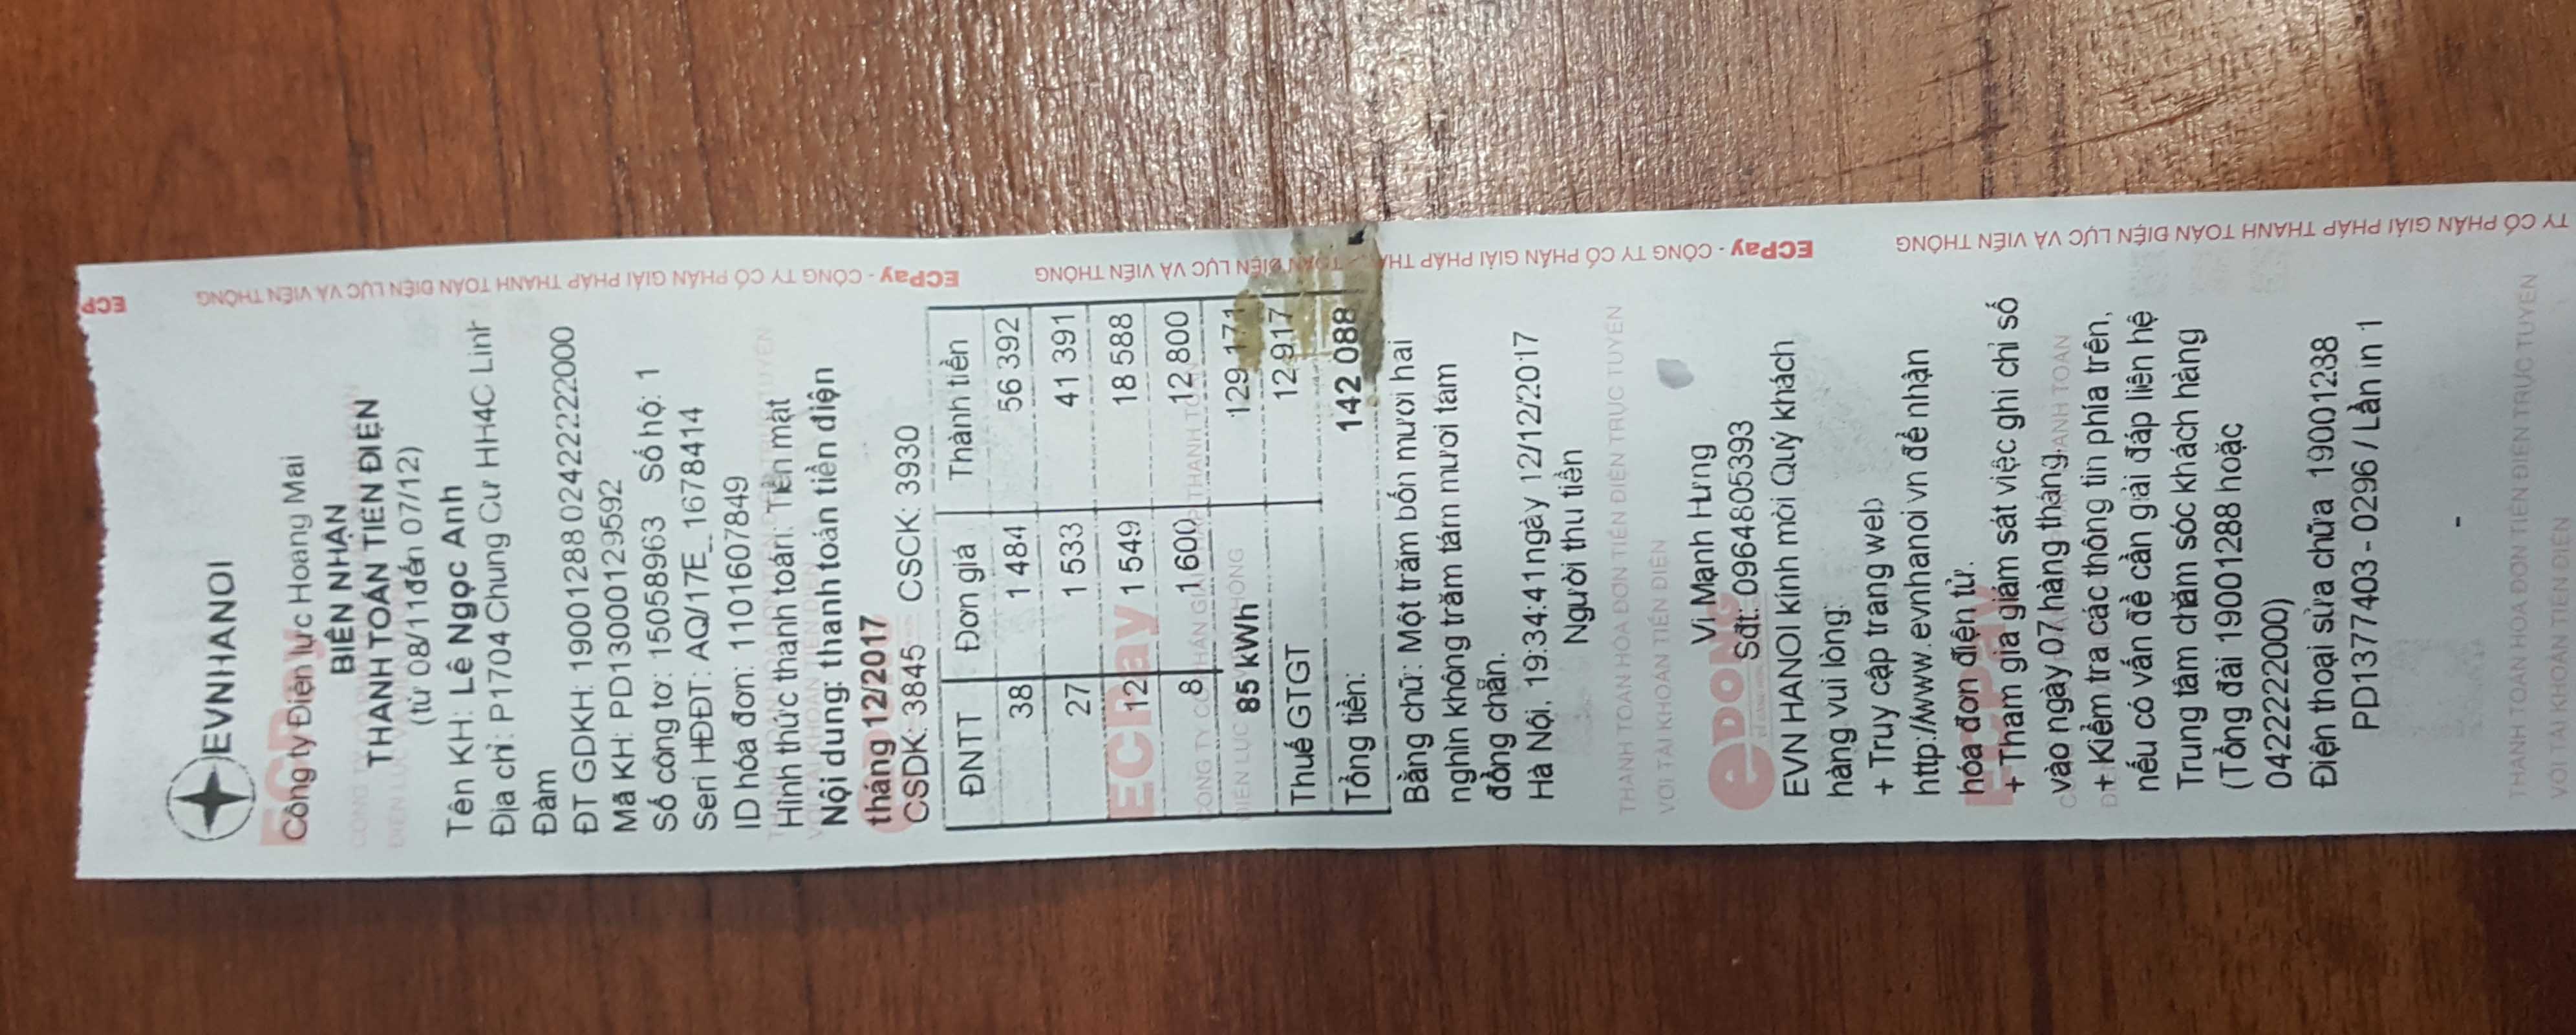 EVNHANOI
Công ty Điện lực Hoàng Mai
BIÊN NHẬN
THANH TOÁN TIỀN ĐIỆN
(từ 08/11 đến 07/12)
Tên KH: Lê Ngọc Anh
Địa chỉ: P1704 Chung Cư HH4C Linh
Đàm
ĐT GDKH: 19001288 02422222000
Mã KH: PD13000129592
Số công tơ: 15058963 Số hộ: 1
Seri HĐĐT: AQ/17E_ 1678414
ID hóa đơn: 1101607849
Hình thức thanh toán: Tiền mặt
Nội dung: thanh toán tiền điện
tháng 12/2017
CSDK: 3845 CSCK: 3930
ĐNTT Đơn giá Thành tiền
38 1 484 56 392
27 1 533 41 391
12 1 549 18 588
8 1 600 12 800
85 kWh 129 171
Thuế GTGT 12 917
Tổng tiền: 142 088
Bằng chữ: Một trăm bốn mươi hai
nghìn không trăm tám mươi tám
đồng chẵn.
Hà Nội, 19:34:41 ngày 12/12/2017
Người thu tiền
Vi Mạnh Hưng
Sđt: 0964805393
EVN HANOI kính mời Quý khách
hàng vui lòng:
+ Truy cập trang web
http://www.evnhanoi.vn để nhận
hóa đơn điện tử.
+ Tham gia giám sát việc ghi chỉ số
vào ngày 07 hàng tháng.
+ Kiểm tra các thông tin phía trên,
nếu có vấn đề cần giải đáp liên hệ
Trung tâm chăm sóc khách hàng
(Tổng đài 19001288 hoặc
0422222000)
Điện thoại sửa chữa 19001288
PD1377403 - 0296 / Lần in 1
ECPay
eDONG
ECPay
THANH TOÁN HÓA ĐƠN TIỀN ĐIỆN TRỰC TUYẾN
VỚI TÀI KHOẢN TIỀN ĐIỆN
ECPay - CÔNG TY CỔ PHẦN GIẢI PHÁP THANH TOÁN ĐIỆN LỰC VÀ VIỄN THÔNG